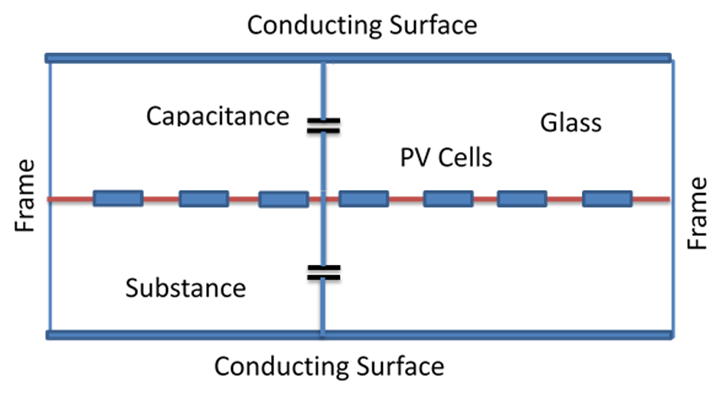 Conducting Surface
Capacitance
Glass
PV Cells
Frame
Frame
Substance
Conducting Surface